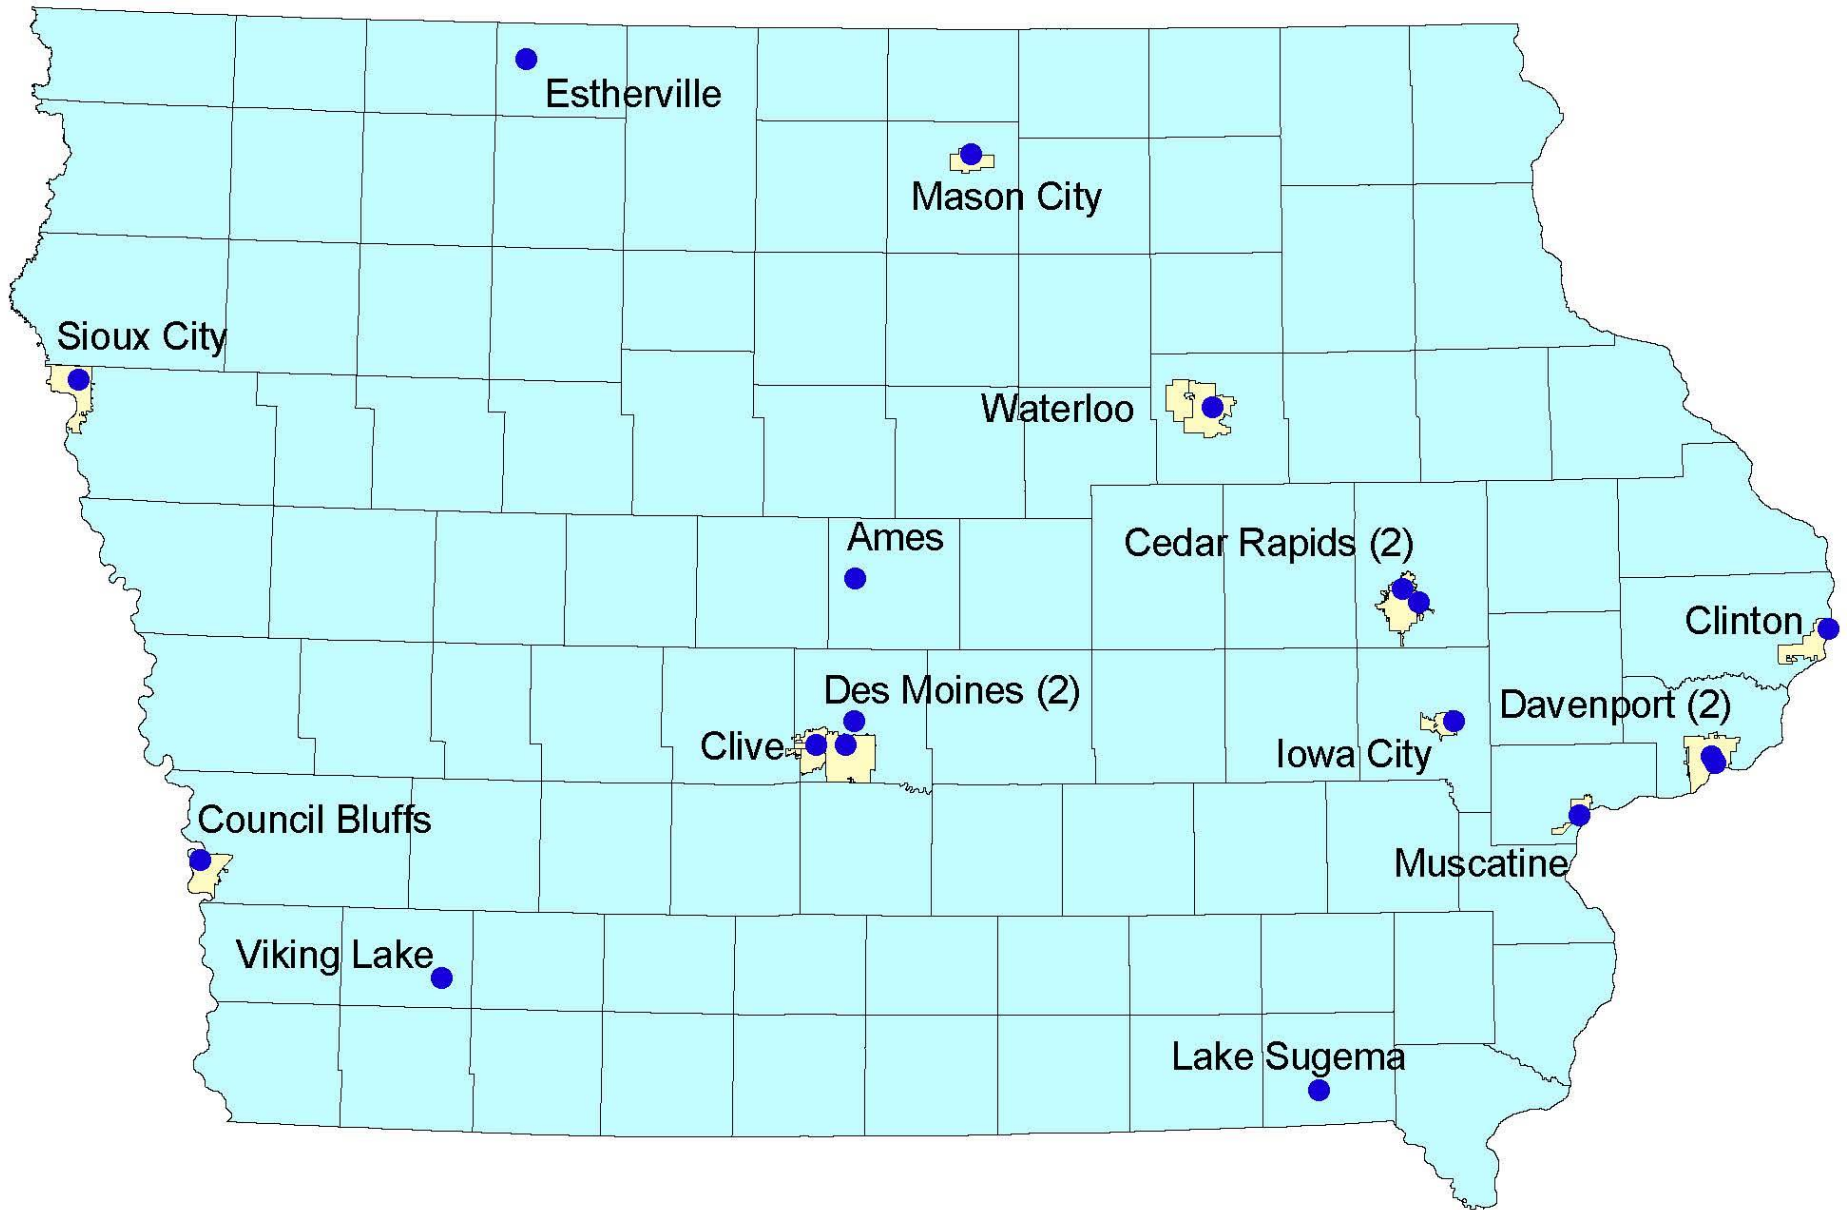 Estherville
Mason City
Sioux City
Waterloo
Ames
Cedar Rapids (2)
Clinton
Des Moines (2)
Davenport (2)
Clive
Iowa City
Council Bluffs
Muscatine
Viking Lake
Lake Sugema